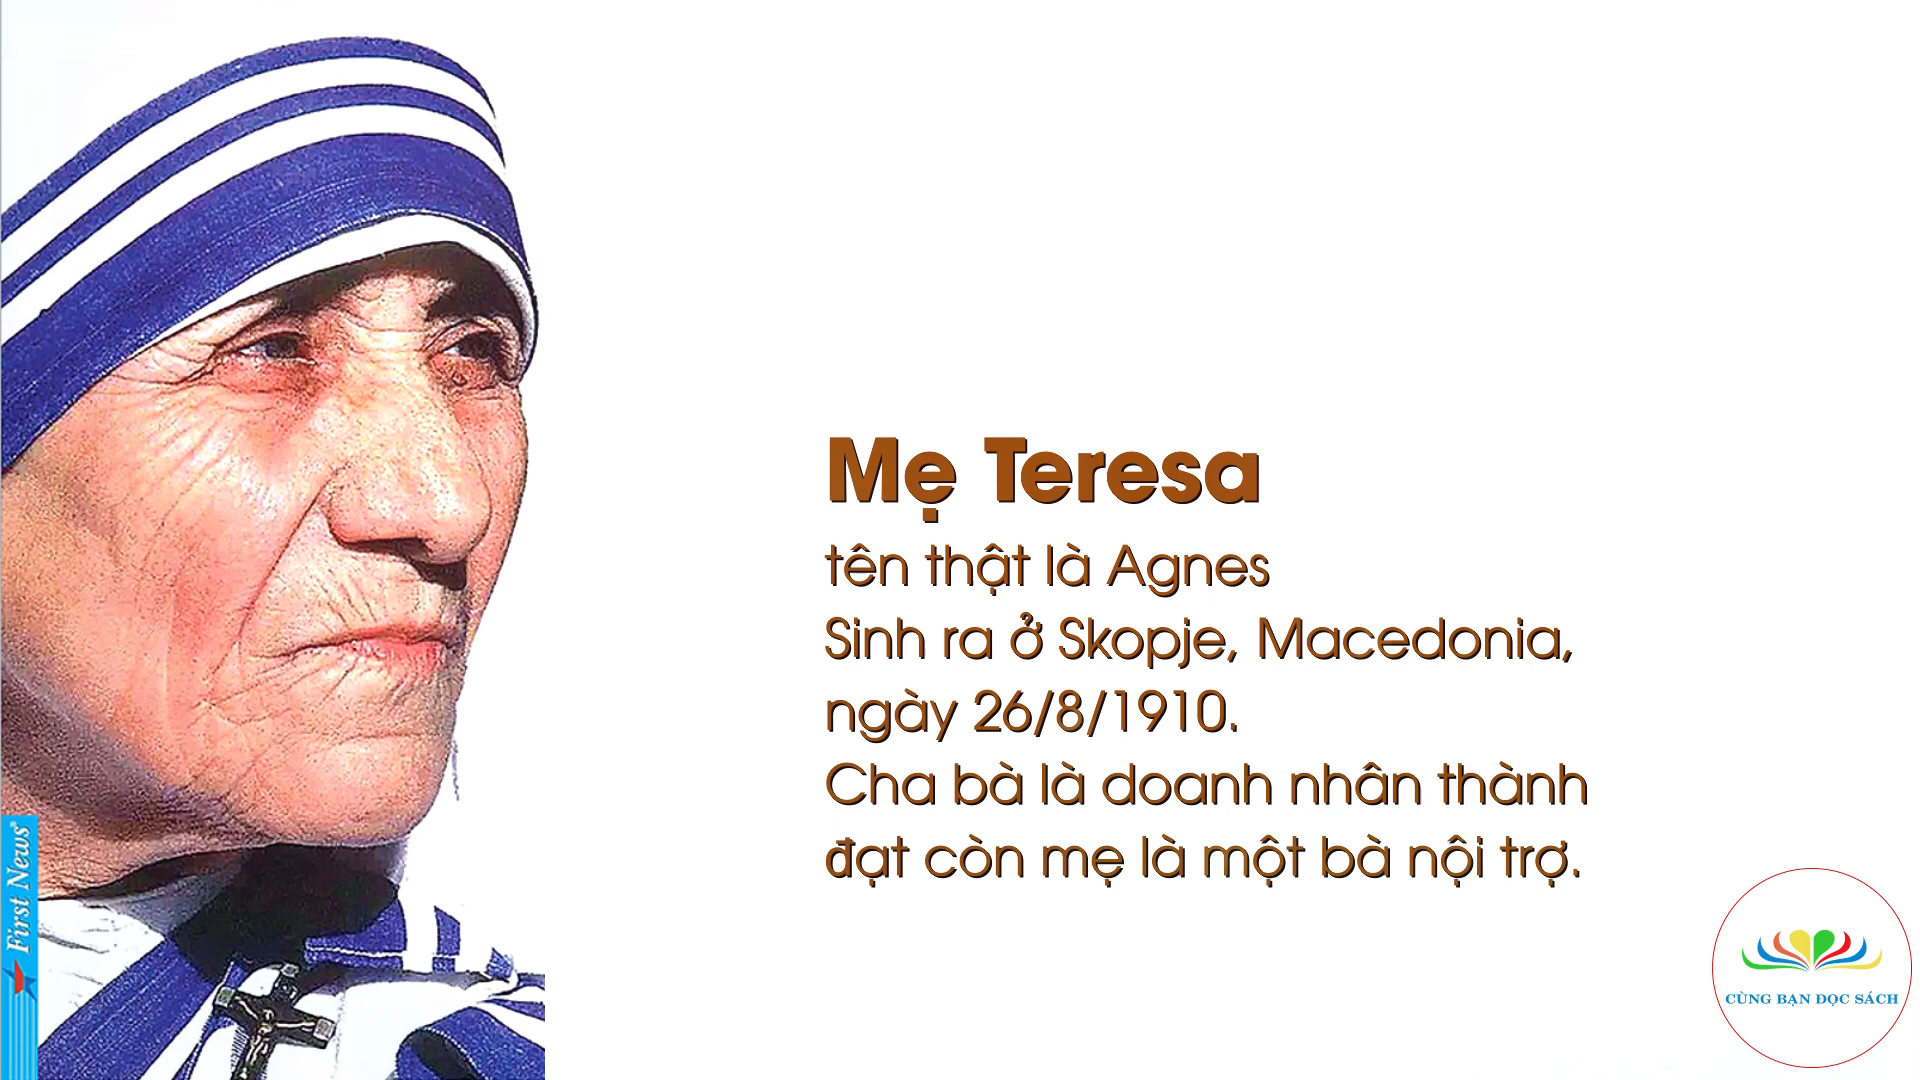 Mẹ Teresa
tên thật là Agnes
Sinh ra ở Skopje, Macedonia,
ngày 26/8/1910.
Cha bà là doanh nhân thành
đạt còn mẹ là một bà nội trợ.
First News®
CÙNG BẠN ĐỌC SÁCH